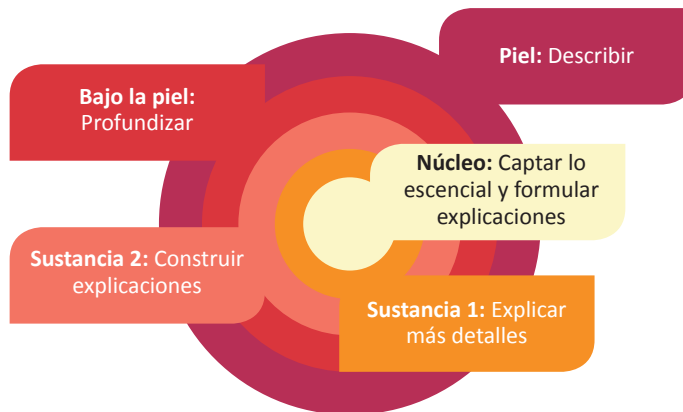 Piel: Describir
Bajo la piel:
Profundizar
Núcleo: Captar lo
escencial y formular
explicaciones
Sustancia 2: Construir
explicaciones
Sustancia 1: Explicar
más detalles